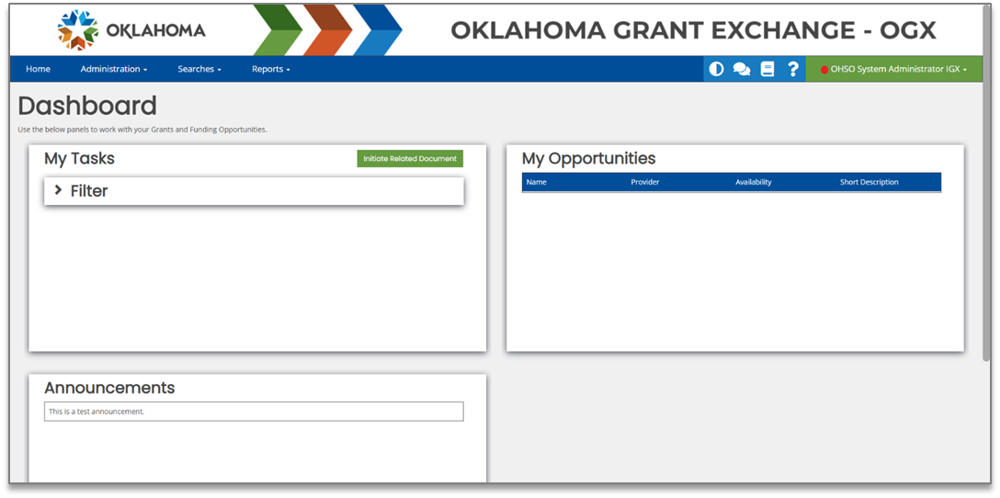 OKLAHOMA
OKLAHOMA GRANT EXCHANGE - OGX
Home Administration Searches Reports ? OHSO System Administrator IGX
Dashboard
Use the below panels to work with your Grants and Funding Opportunities.
My Tasks
Initiate Related Document
Filter
My Opportunities
Name Provider Availability Short Description
Announcements
This is a test announcement.